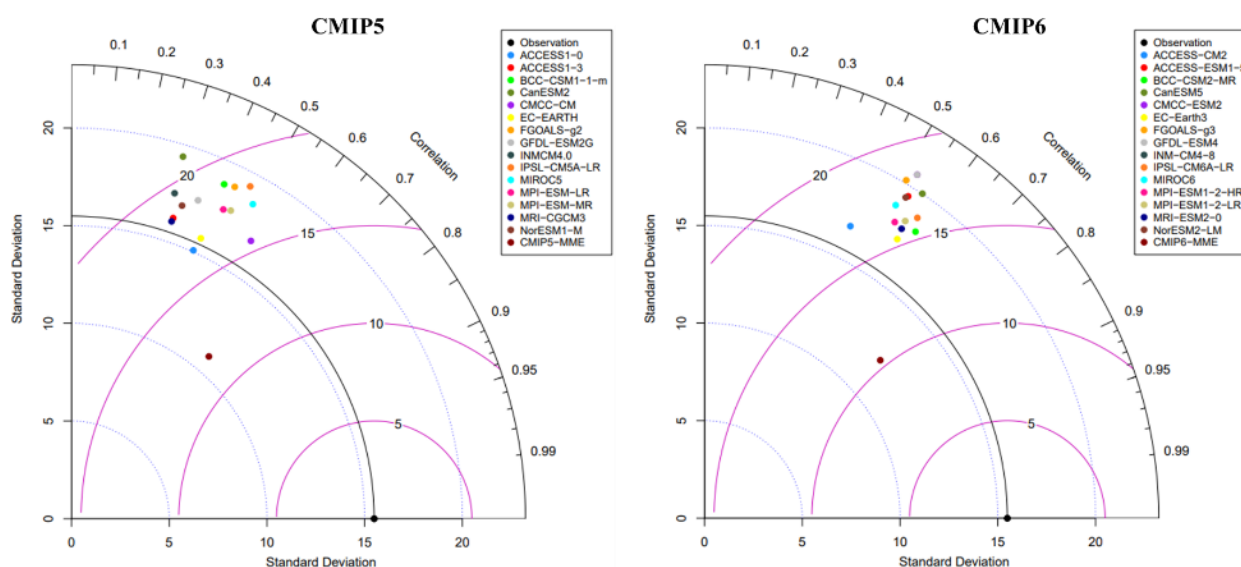 CMIP5
Observation
ACCESS1-0
ACCESS1-3
BCC-CSM1-1-m
CanESM2
CMCC-CM
EC-EARTH
FGOALS-g2
GFDL-ESM2G
INMCM4.0
IPSL-CM5A-LR
MIROC5
MPI-ESM-LR
MPI-ESM-MR
MRI-CGCM3
NorESM1-M
CMIP5-MME
0.1
0.2
0.3
0.4
0.5
0.6
0.7
0.8
0.9
0.95
0.99
Correlation
20
15
10
5
Standard Deviation
20
15
10
5
0
0
5
10
15
20
Standard Deviation
CMIP6
Observation
ACCESS-CM2
ACCESS-ESM1-
BCC-CSM2-MR
CanESM5
CMCC-ESM2
EC-Earth3
FGOALS-g3
GFDL-ESM4
INM-CM4-8
IPSL-CM6A-LR
MIROC6
MPI-ESM1-2-HR
MPI-ESM1-2-LR
MRI-ESM2-0
NorESM2-LM
CMIP6-MME
0.1
0.2
0.3
0.4
0.5
0.6
0.7
0.8
0.9
0.95
0.99
Correlation
20
15
10
5
Standard Deviation
20
15
10
5
0
0
5
10
15
20
Standard Deviation